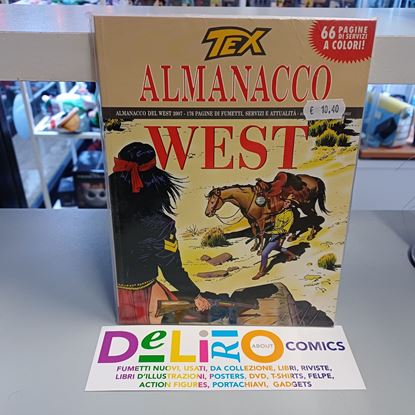 TEX
66 PAGINE
DI SERVIZI
A COLORI!
ALMANACCO
ALMANACCO DEL WEST 2007 - 176 PAGINE DI FUMETTI, SERVIZI E ATTUALITÀ
€ 10,40
WEST
DELIRIO ABOUT COMICS
FUMETTI NUOVI, USATI, DA COLLEZIONE, LIBRI, RIVISTE,
LIBRI D'ILLUSTRAZIONI, POSTERS, DVD, T-SHIRTS, FELPE,
ACTION FIGURES, PORTACHIAVI, GADGETS